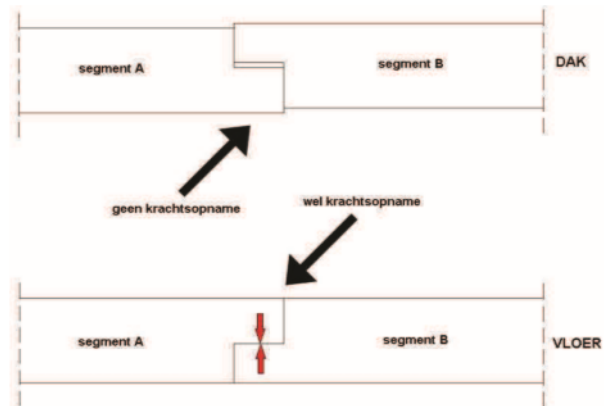 segment A
segment B
DAK
geen krachtsopname
wel krachtsopname
segment A
segment B
VLOER